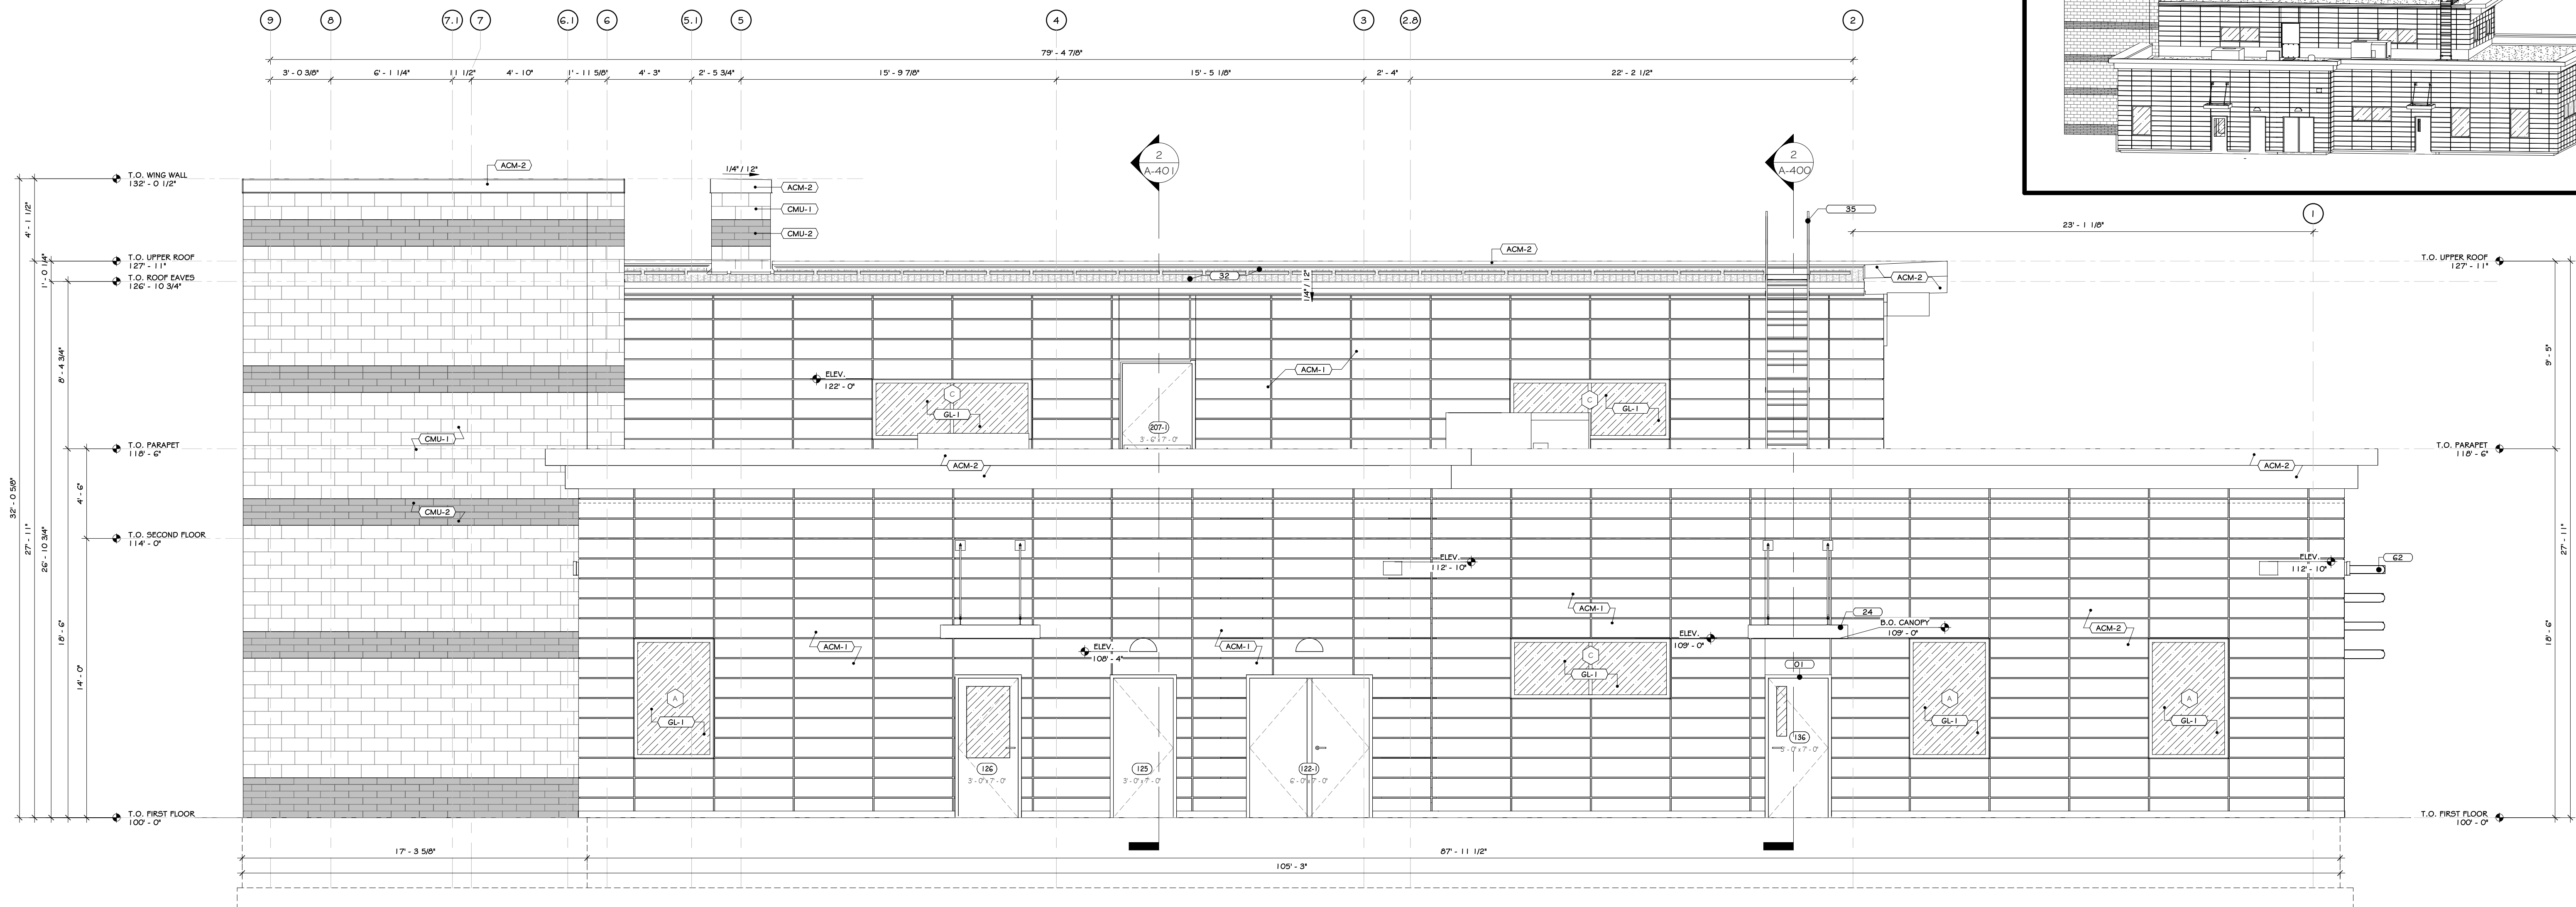 9 8 7.1 7 6.1 6 5.1 5 4 3 2.8 2
79' - 4 7/8"
3' - 0 3/8" 6' - 1 1/4" 11 1/2" 4' - 10" 1' - 11 5/8" 4' - 3" 2' - 5 3/4" 15' - 9 7/8" 15' - 5 1/8" 2' - 4" 22' - 2 1/2"
2
A-401
2
A-400
ACM-2
1/4" / 12"
ACM-2
CMU-1
CMU-2
35
1
23' - 1 1/8"
T.O. WING WALL
132' - 0 1/2"
T.O. UPPER ROOF
127' - 11"
T.O. ROOF EAVES
126' - 10 3/4"
T.O. PARAPET
118' - 6"
T.O. SECOND FLOOR
114' - 0"
T.O. FIRST FLOOR
100' - 0"
32' - 0 5/8"
4' - 1 1/2"
27' - 11"
1' - 0 1/4"
26' - 10 3/4"
8' - 4 3/4"
18' - 6"
4' - 6"
14' - 0"
ACM-2
32
1/4" / 12"
ACM-2
ELEV.
122' - 0"
C
GL-1
207-1
3' - 6"x7' - 0"
ACM-1
C
GL-1
CMU-1
CMU-2
ACM-2
ACM-2
T.O. UPPER ROOF
127' - 11"
T.O. PARAPET
118' - 6"
T.O. FIRST FLOOR
100' - 0"
9' - 5"
18' - 6"
27' - 11"
ELEV.
112' - 10"
ELEV.
112' - 10"
62
ACM-1
24
B.O. CANOPY
109' - 0"
ACM-2
ACM-1
ELEV.
108' - 4"
ACM-1
ELEV.
109' - 0"
C
GL-1
01
A
GL-1
A
GL-1
A
GL-1
126
3' - 0"x7' - 0"
125
3' - 0"x7' - 0"
122-1
6' - 0"x7' - 0"
136
3' - 0"x7' - 0"
17' - 3 5/8" 87' - 11 1/2"
105' - 3"